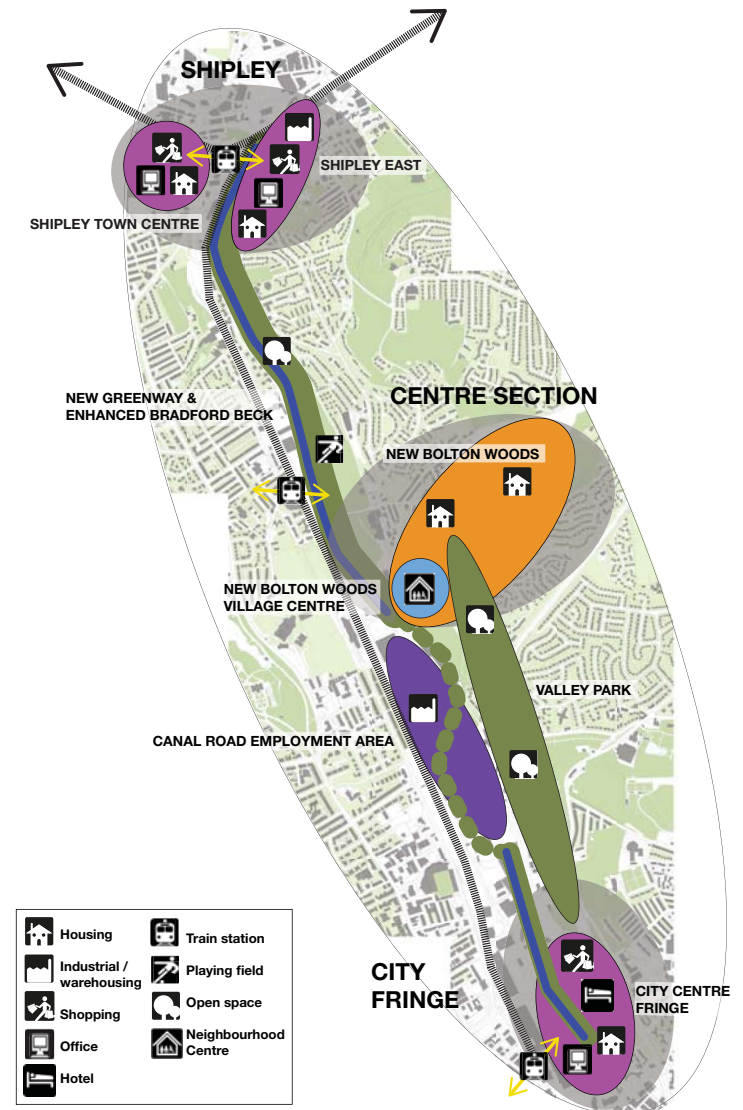 SHIPLEY
SHIPLEY EAST
SHIPLEY TOWN CENTRE
NEW GREENWAY &
ENHANCED BRADFORD BECK
CENTRE SECTION
NEW BOLTON WOODS
NEW BOLTON WOODS
VILLAGE CENTRE
VALLEY PARK
CANAL ROAD EMPLOYMENT AREA
CITY
FRINGE
CITY CENTRE
FRINGE
Housing
Industrial /
warehousing
Shopping
Office
Hotel
Train station
Playing field
Open space
Neighbourhood
Centre